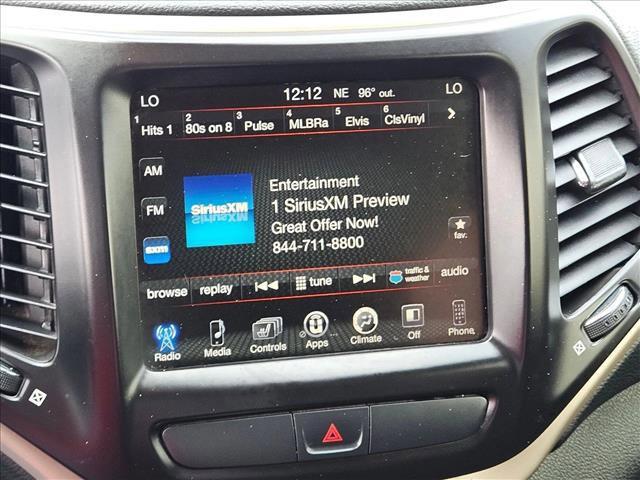 LO 12:12 NE 96° out. LO
1 Hits 1 2 80s on 8 3 Pulse 4 MLBRa 5 Elvis 6 ClsVinyl
AM
FM
SXM
SiriusXM
Entertainment
1 SiriusXM Preview
Great Offer Now!
844-711-8800
fav.
browse replay tune traffic & weather audio
Radio Media Controls Apps Climate Off Phone